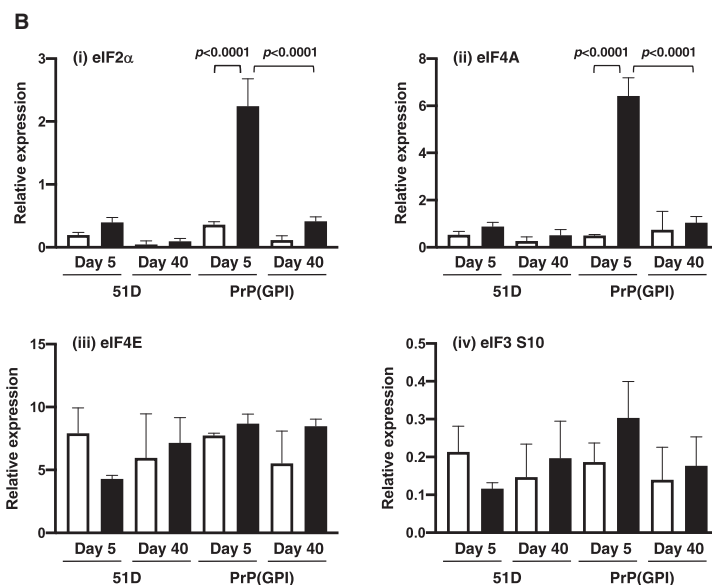 B
(i) eIF2α
p<0.0001 p<0.0001
Relative expression
3
2
1
0
Day 5 Day 40 Day 5 Day 40
51D PrP(GPI)
(ii) eIF4A
p<0.0001 p<0.0001
Relative expression
8
6
4
2
0
Day 5 Day 40 Day 5 Day 40
51D PrP(GPI)
(iii) eIF4E
Relative expression
15
10
5
0
Day 5 Day 40 Day 5 Day 40
51D PrP(GPI)
(iv) eIF3 S10
Relative expression
0.5
0.4
0.3
0.2
0.1
0.0
Day 5 Day 40 Day 5 Day 40
51D PrP(GPI)